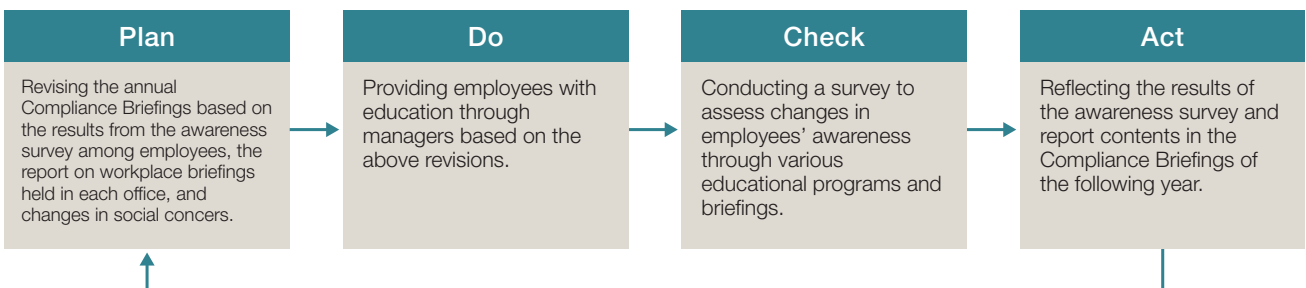 Plan
Revising the annual
Compliance Briefings based on
the results from the awareness
survey among employees, the
report on workplace briefings
held in each office, and
changes in social concers.
Do
Providing employees with
education through
managers based on the
above revisions.
Check
Conducting a survey to
assess changes in
employees’ awareness
through various
educational programs and
briefings.
Act
Reflecting the results of
the awareness survey and
report contents in the
Compliance Briefings of
the following year.